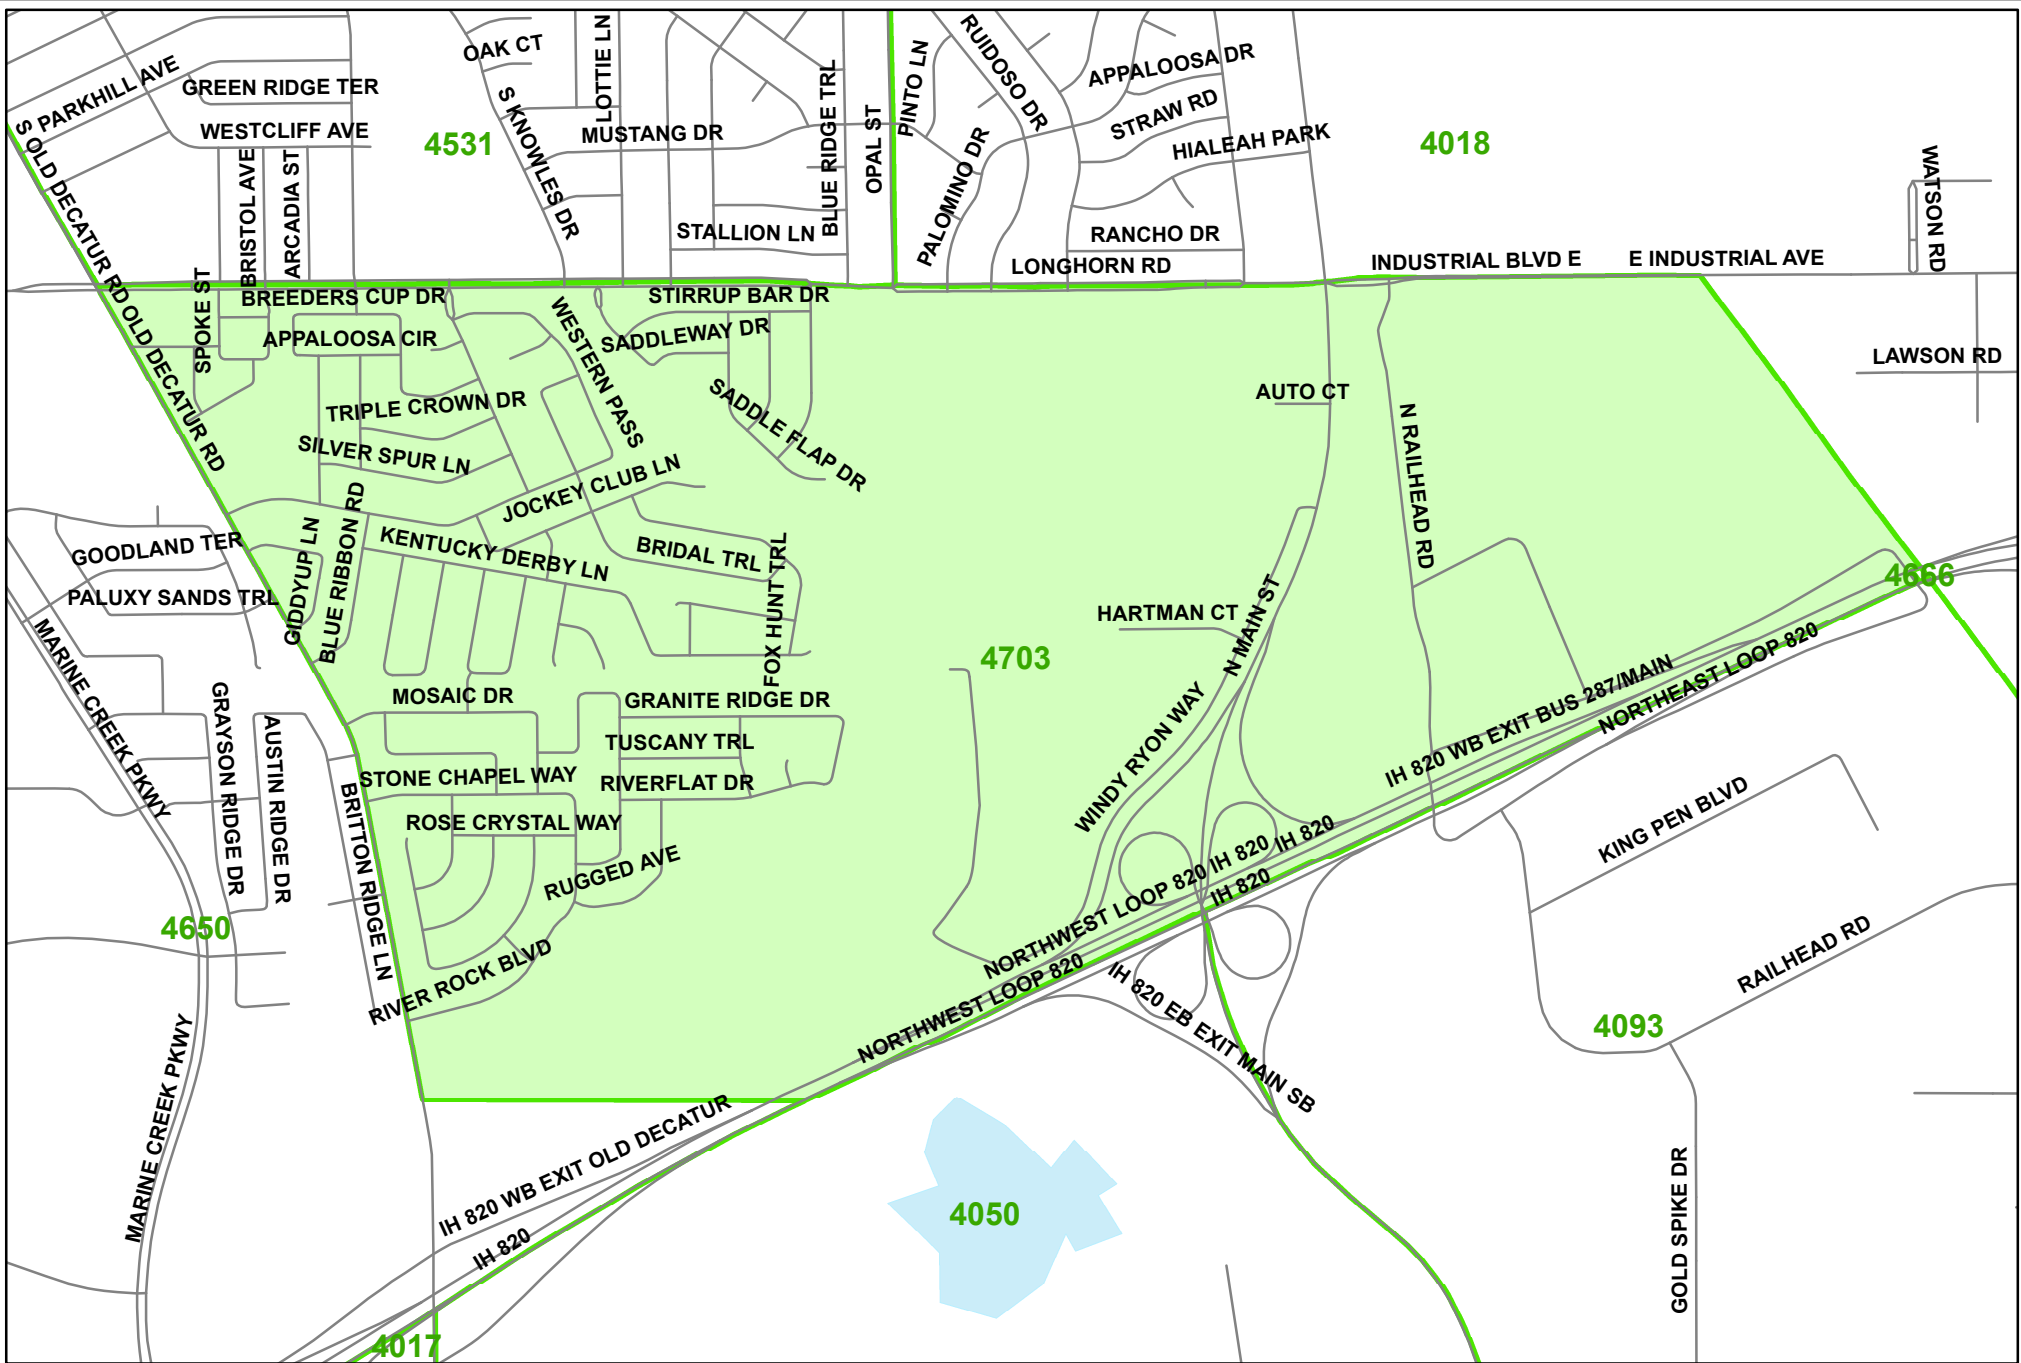 OAK CT
LOTTIE LN
RUIDOSO DR
PINTO LN
APPALOOSA DR
PARKHILL AVE
GREEN RIDGE TER
S KNOWLES DR
BLUE RIDGE TRL
STRAW RD
WESTCLIFF AVE
4531
MUSTANG DR
OPAL ST
HIALEAH PARK
4018
S OLD DECATUR RD
BRISTOL AVE
ARCADIA ST
PALOMINO DR
WATSON RD
STALLION LN
RANCHO DR
LONGHORN RD
INDUSTRIAL BLVD E
E INDUSTRIAL AVE
SPOKE ST
BREEDERS CUP DR
STIRRUP BAR DR
OLD DECATUR RD
APPALOOSA CIR
WESTERN PASS
SADDLEWAY DR
LAWSON RD
AUTO CT
TRIPLE CROWN DR
SADDLE FLAP DR
N RAILHEAD RD
SILVER SPUR LN
JOCKEY CLUB LN
GOODLAND TER
GIDDYUP LN
BLUE RIBBON RD
KENTUCKY DERBY LN
BRIDAL TRL
FOX HUNT TRL
4666
PALUXY SANDS TRL
HARTMAN CT
N MAIN ST
MARINE CREEK PKWY
4703
MOSAIC DR
GRANITE RIDGE DR
WINDY RYON WAY
IH 820 WB EXIT BUS 287/MAIN
NORTHEAST LOOP 820
GRAYSON RIDGE DR
AUSTIN RIDGE DR
TUSCANY TRL
STONE CHAPEL WAY
RIVERFLAT DR
BRITTON RIDGE LN
ROSE CRYSTAL WAY
KING PEN BLVD
RUGGED AVE
NORTHWEST LOOP 820
IH 820
IH 820
IH 820
4650
RIVER ROCK BLVD
NORTHWEST LOOP 820
IH 820 EB EXIT MAIN SB
RAILHEAD RD
4093
MARINE CREEK PKWY
IH 820 WB EXIT OLD DECATUR
4050
IH 820
GOLD SPIKE DR
4017